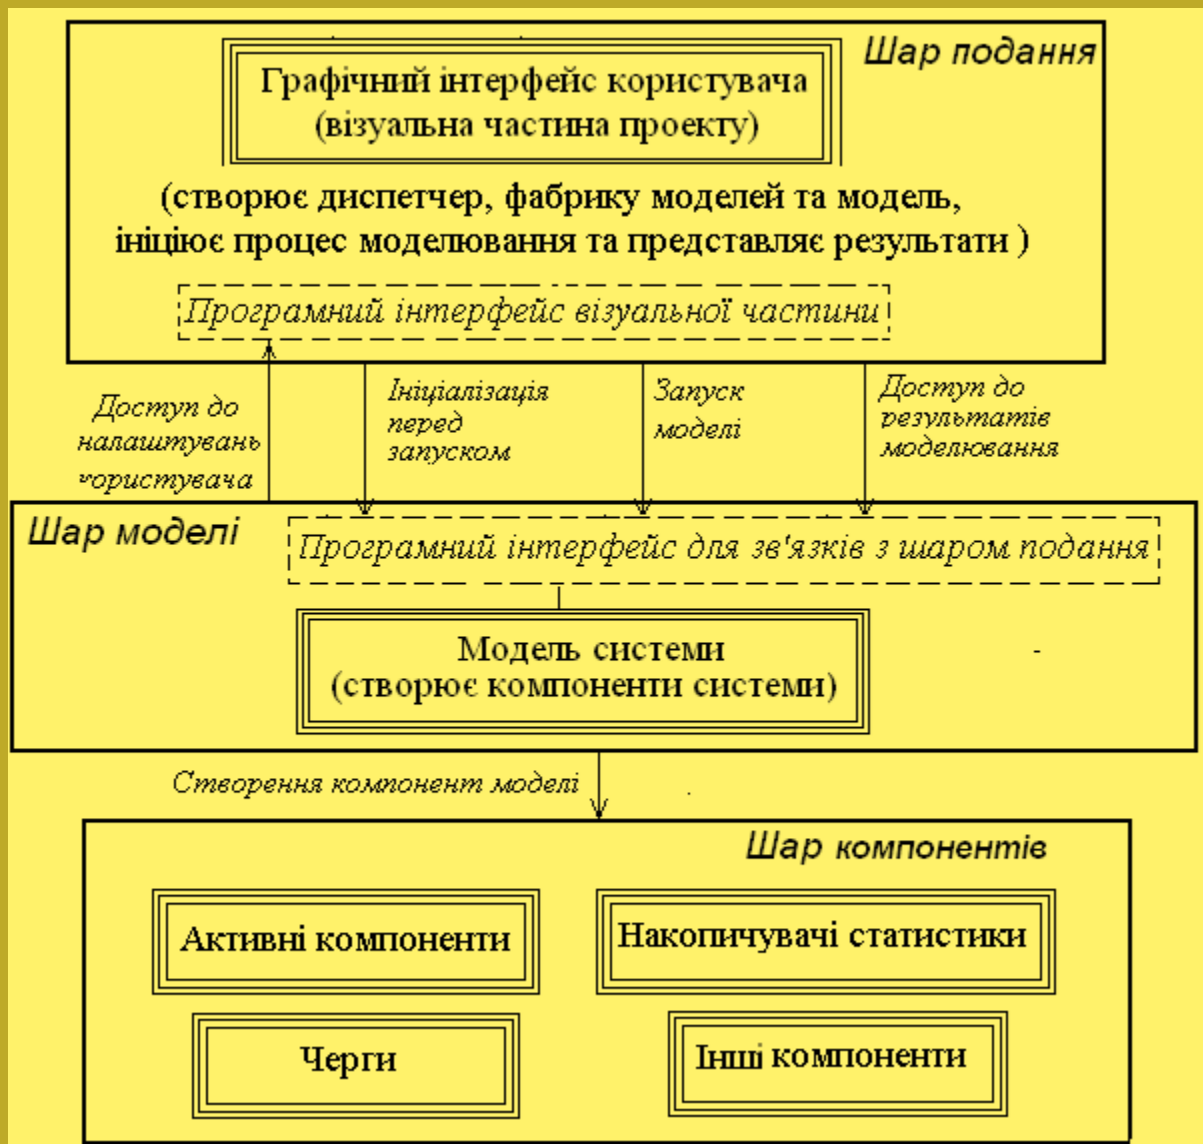 Шар подання
Графічний інтерфейс користувача
(візуальна частина проекту)
(створює диспетчер, фабрику моделей та модель,
ініціює процес моделювання та представляє результати )
Програмний інтерфейс візуальної частини
Доступ до
налаштувань
користувача
Ініціалізація
перед
запуском
Запуск
моделі
Доступ до
результатів
моделювання
Шар моделі
Програмний інтерфейс для зв'язків з шаром подання
Модель системи
(створює компоненти системи)
Створення компонент моделі
Шар компонентів
Активні компоненти
Накопичувачі статистики
Черги
Інші компоненти